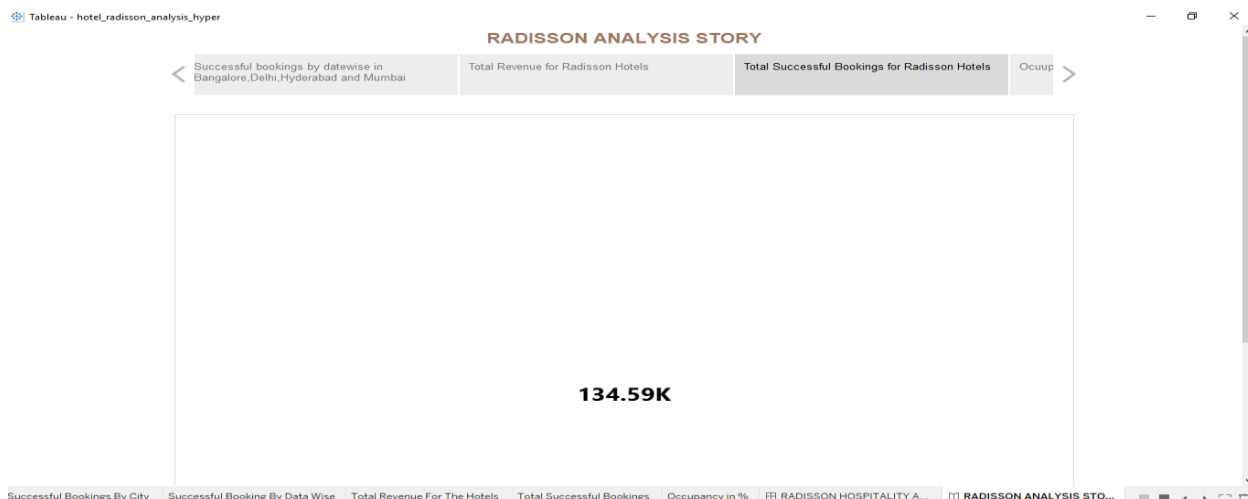 Tableau - hotel_radisson_analysis_hyper
RADISSON ANALYSIS STORY
Successful bookings by datewise in
Bangalore,Delhi,Hyderabad and Mumbai
Total Revenue for Radisson Hotels
Total Successful Bookings for Radisson Hotels
Ocuup
134.59K
Successful Bookings By City
Successful Booking By Data Wise
Total Revenue For The Hotels
Total Successful Bookings
Occupancy in %
RADISSON HOSPITALITY A...
RADISSON ANALYSIS STO...